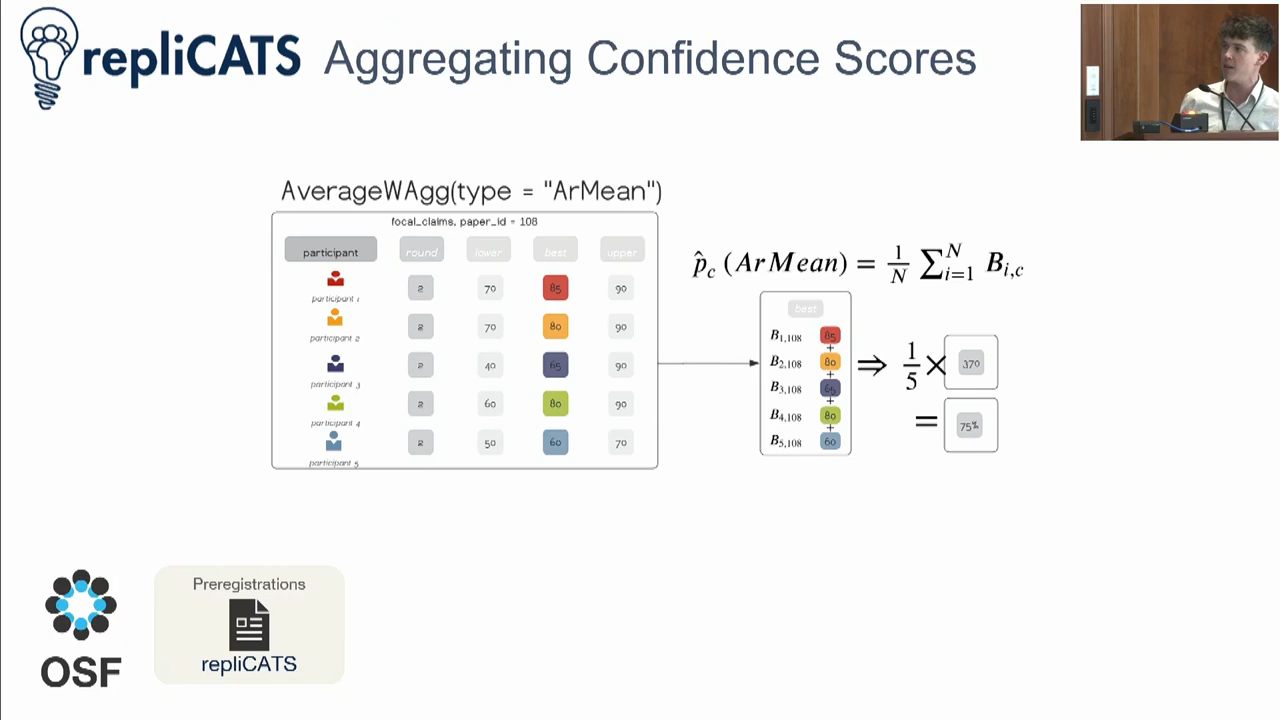 repliCATS Aggregating Confidence Scores
AverageWAgg(type = "ArMean")
focal_claims, paper_id = 108
participant round lower best upper
participant 1 2 70 85 90
participant 2 2 70 80 90
participant 3 2 40 65 90
participant 4 2 60 80 90
participant 5 2 50 60 70
p̂c (ArMean) = 1/N ∑ᴺᵢ₌₁ Bi,c
best
B1,108 85
+
B2,108 80
+
B3,108 65
+
B4,108 80
+
B5,108 60
⇒ 1/5 × 370
= 75%
OSF
Preregistrations
repliCATS